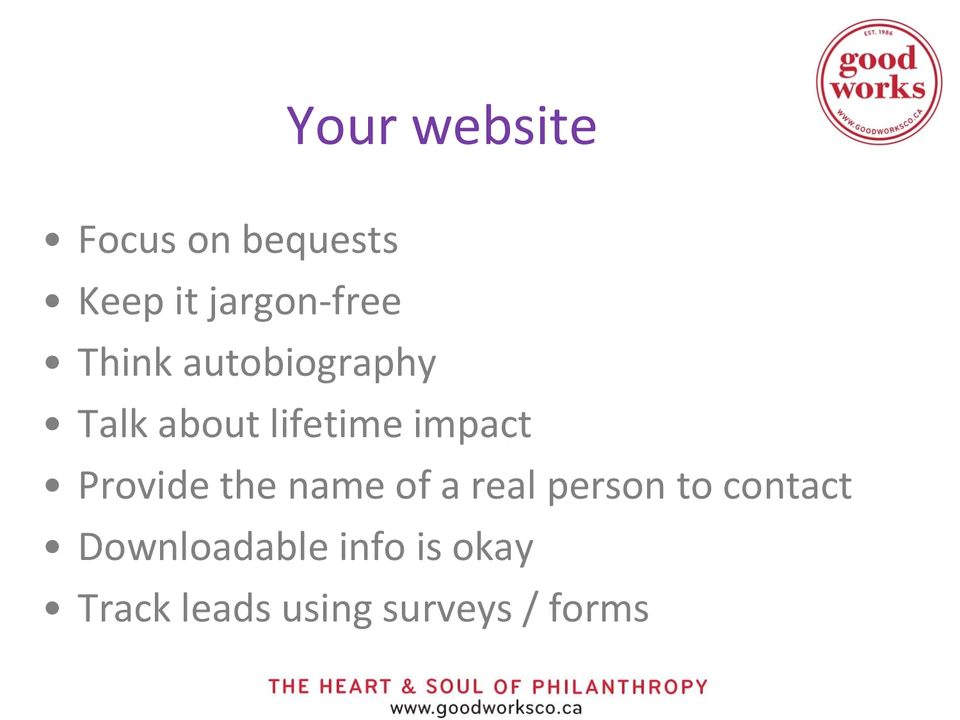 EST. 1986
good
works
WWW.GOODWORKSCO.CA
Your website
• Focus on bequests
• Keep it jargon-free
• Think autobiography
• Talk about lifetime impact
• Provide the name of a real person to contact
• Downloadable info is okay
• Track leads using surveys / forms
THE HEART & SOUL OF PHILANTHROPY
www.goodworksco.ca